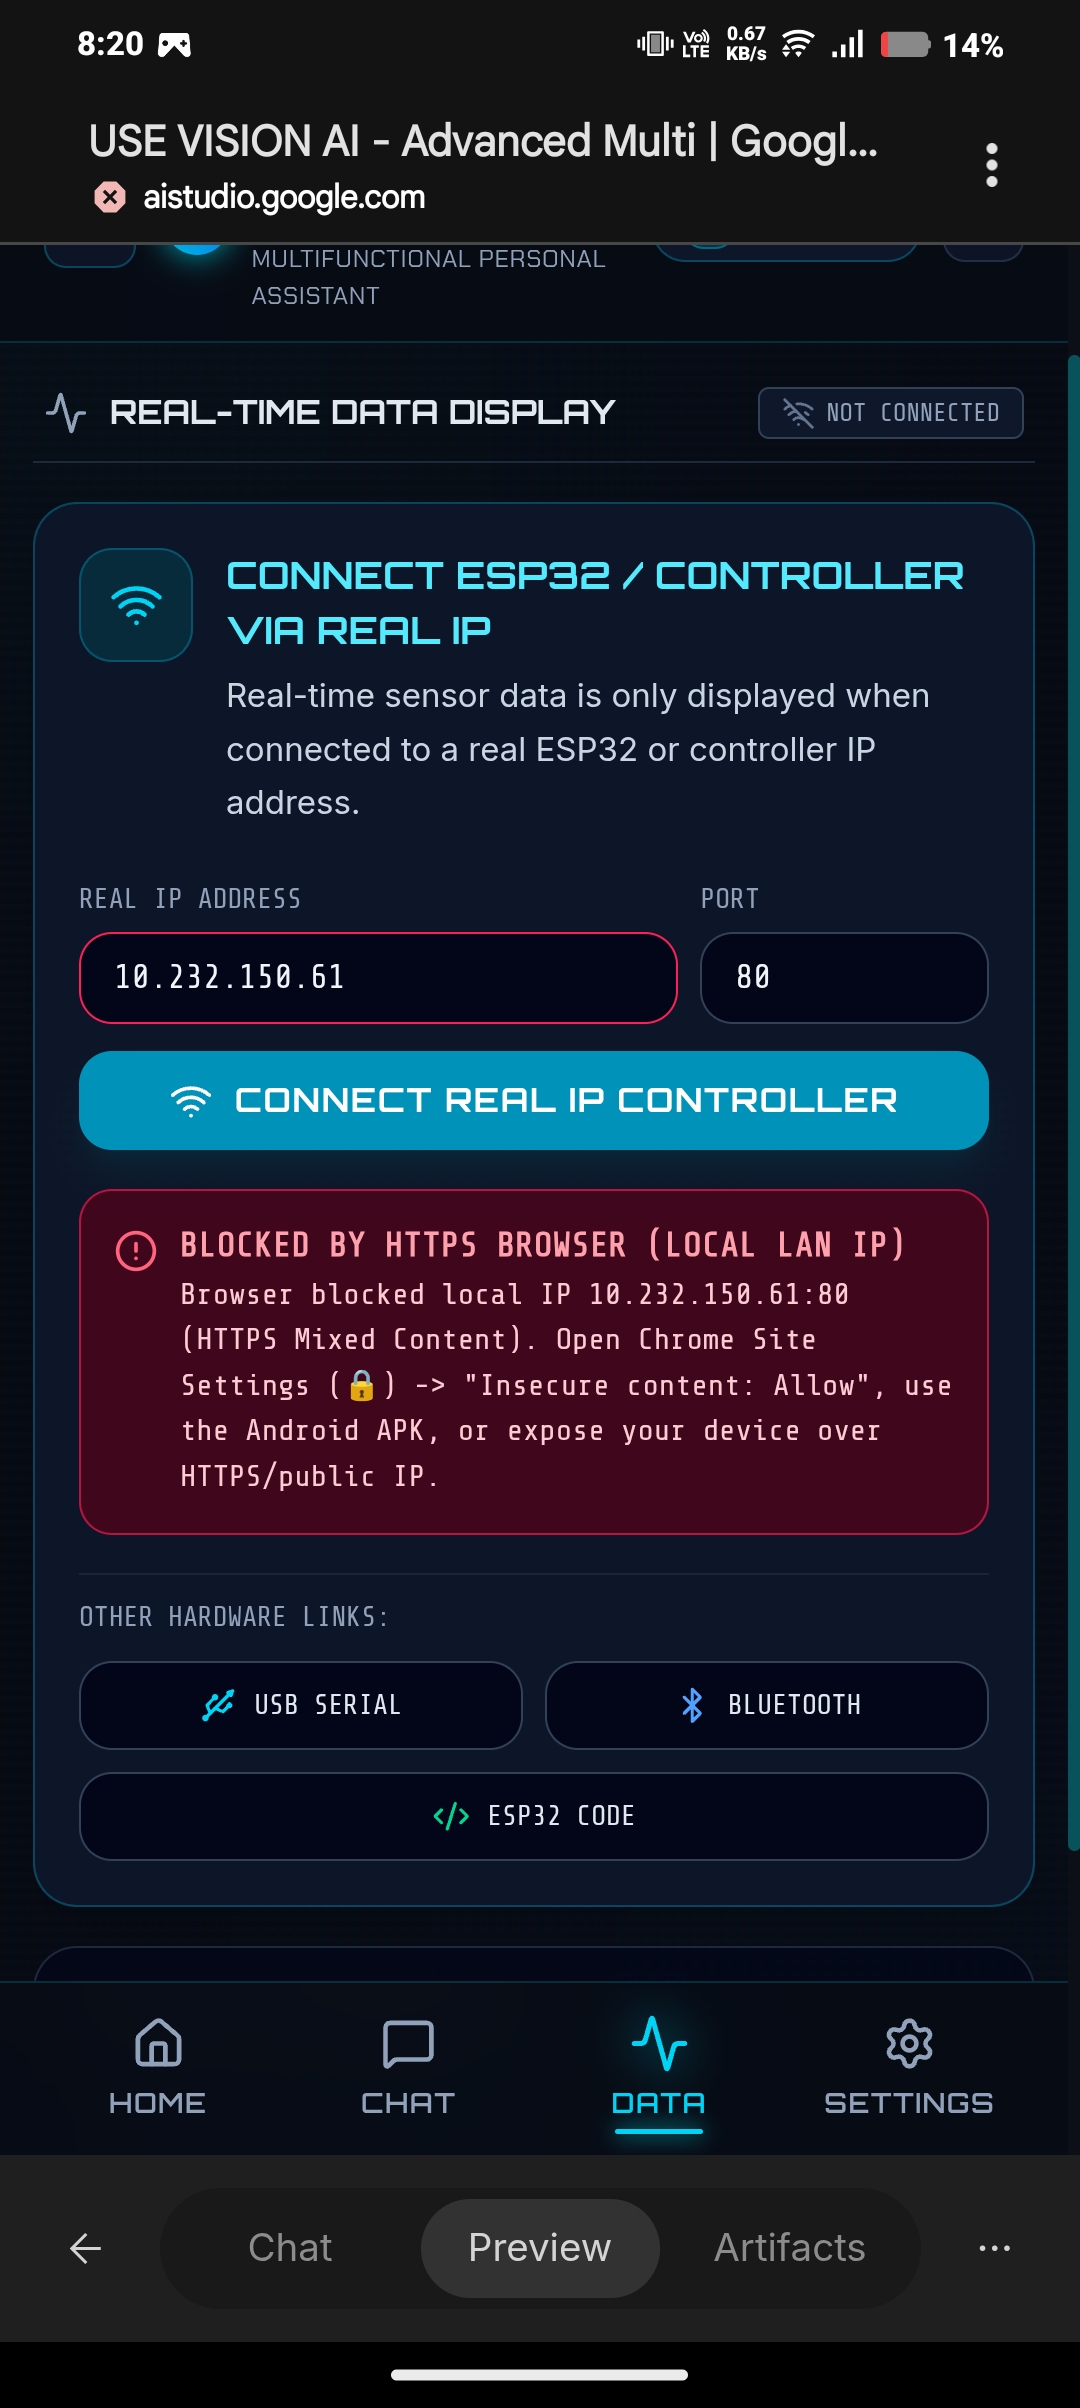 8:20
Vo) LTE
0.67 KB/s
14%
USE VISION AI - Advanced Multi | Googl...
aistudio.google.com
MULTIFUNCTIONAL PERSONAL
ASSISTANT
REAL-TIME DATA DISPLAY
NOT CONNECTED
CONNECT ESP32 / CONTROLLER
VIA REAL IP
Real-time sensor data is only displayed when
connected to a real ESP32 or controller IP
address.
REAL IP ADDRESS
PORT
10.232.150.61
80
CONNECT REAL IP CONTROLLER
BLOCKED BY HTTPS BROWSER (LOCAL LAN IP)
Browser blocked local IP 10.232.150.61:80
(HTTPS Mixed Content). Open Chrome Site
Settings (🔒) -> "Insecure content: Allow", use
the Android APK, or expose your device over
HTTPS/public IP.
OTHER HARDWARE LINKS:
USB SERIAL
BLUETOOTH
</> ESP32 CODE
HOME
CHAT
DATA
SETTINGS
Chat
Preview
Artifacts